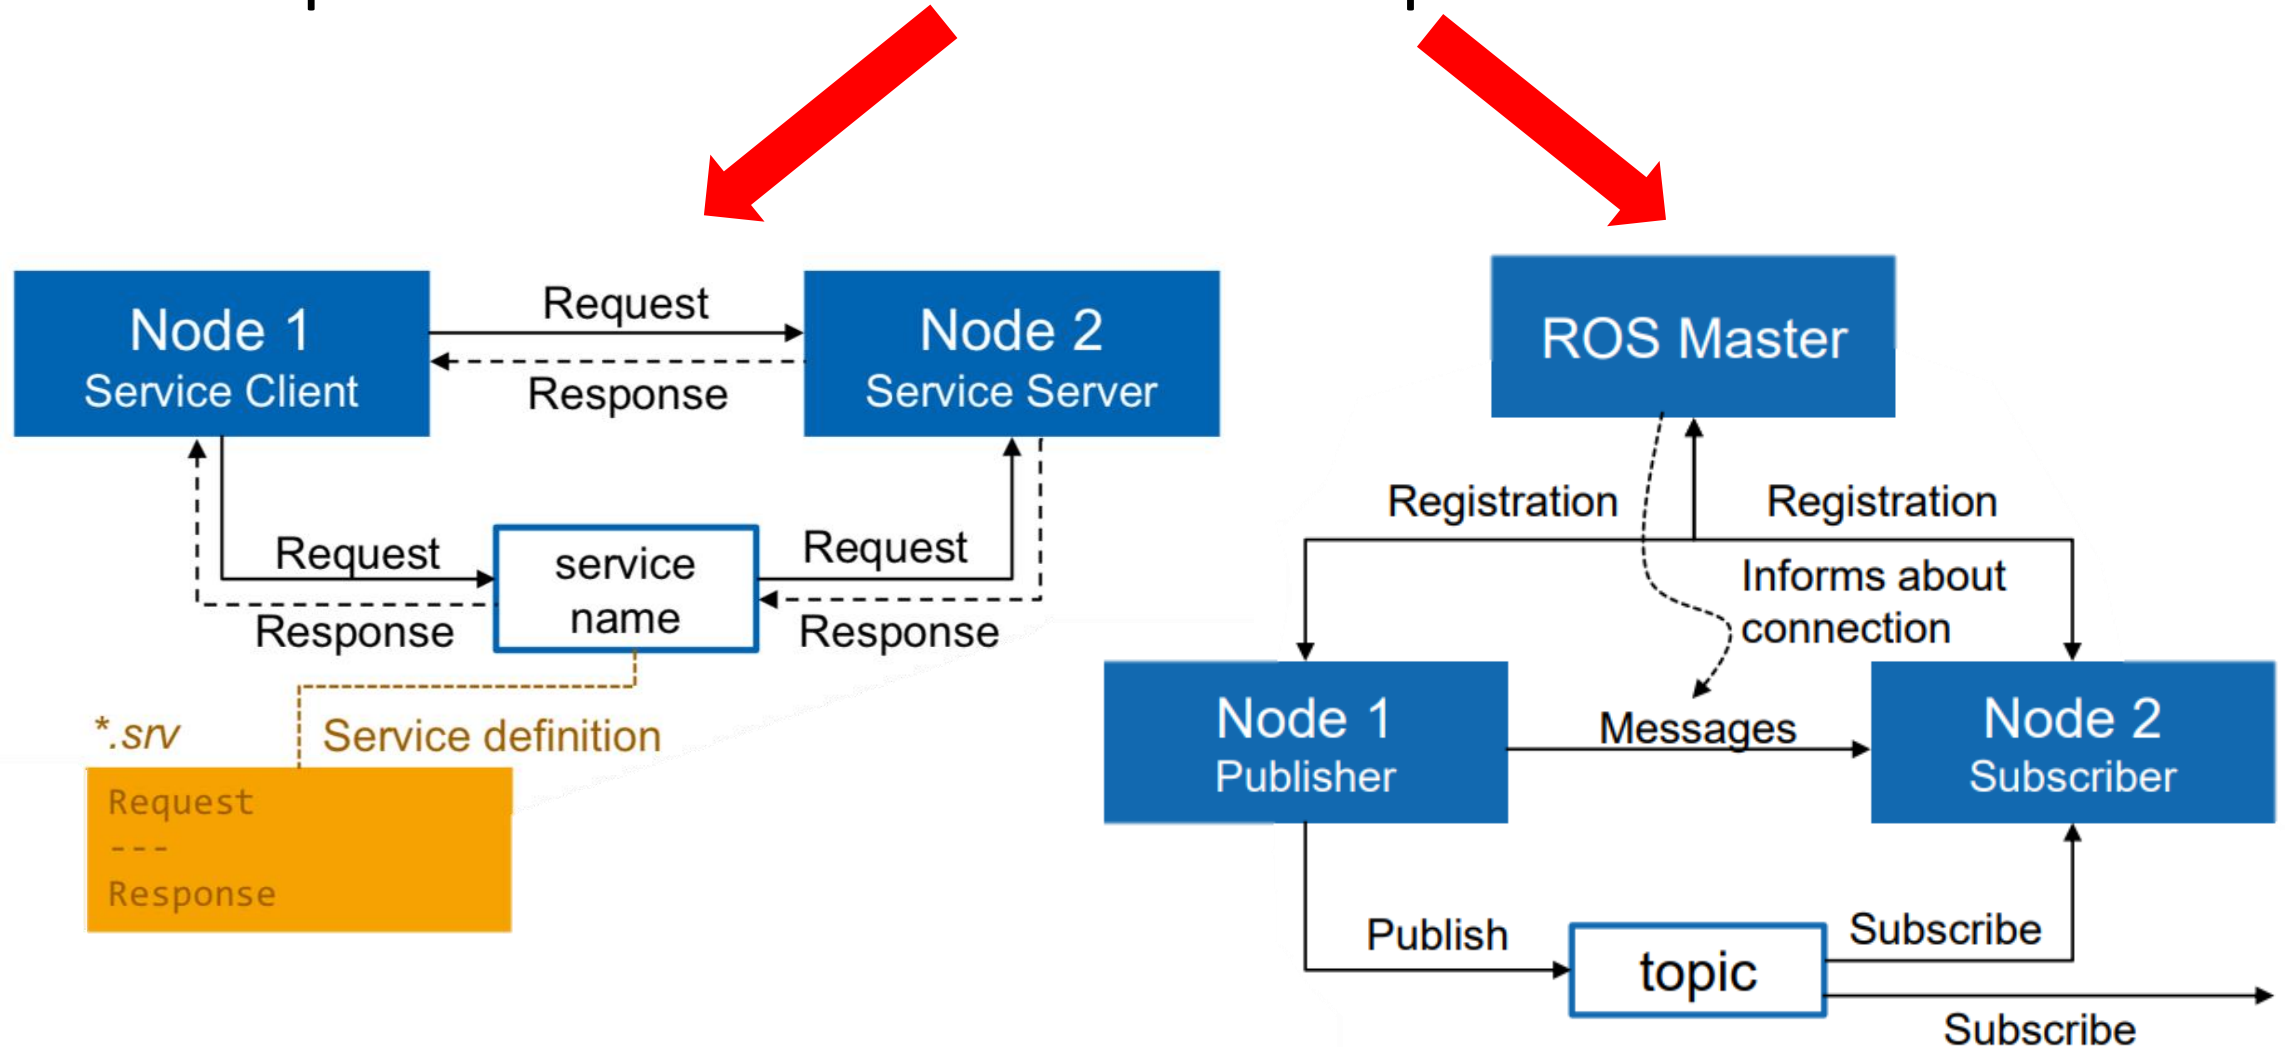 Node 1
Service Client
Request
Response
Node 2
Service Server
Request
Response
service
name
Request
Response
*.srv
Service definition
Request
---
Response
ROS Master
Registration
Registration
Informs about
connection
Node 1
Publisher
Messages
Node 2
Subscriber
Publish
topic
Subscribe
Subscribe